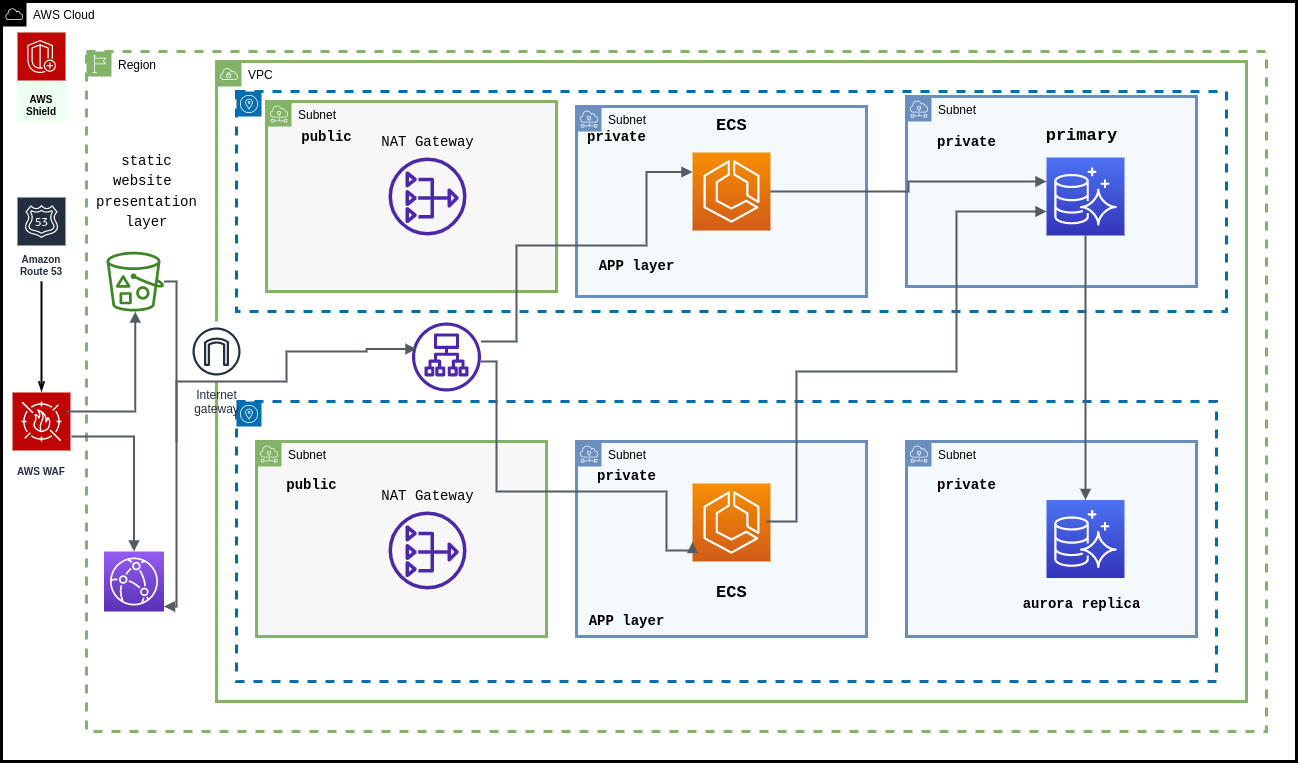 AWS Cloud
AWS
Shield
Region
VPC
Subnet
public
NAT Gateway
Subnet
private
ECS
APP layer
Subnet
private
primary
static
website
presentation
layer
53
Amazon
Route 53
Internet
gateway
AWS WAF
Subnet
public
NAT Gateway
Subnet
private
ECS
APP layer
Subnet
private
aurora replica